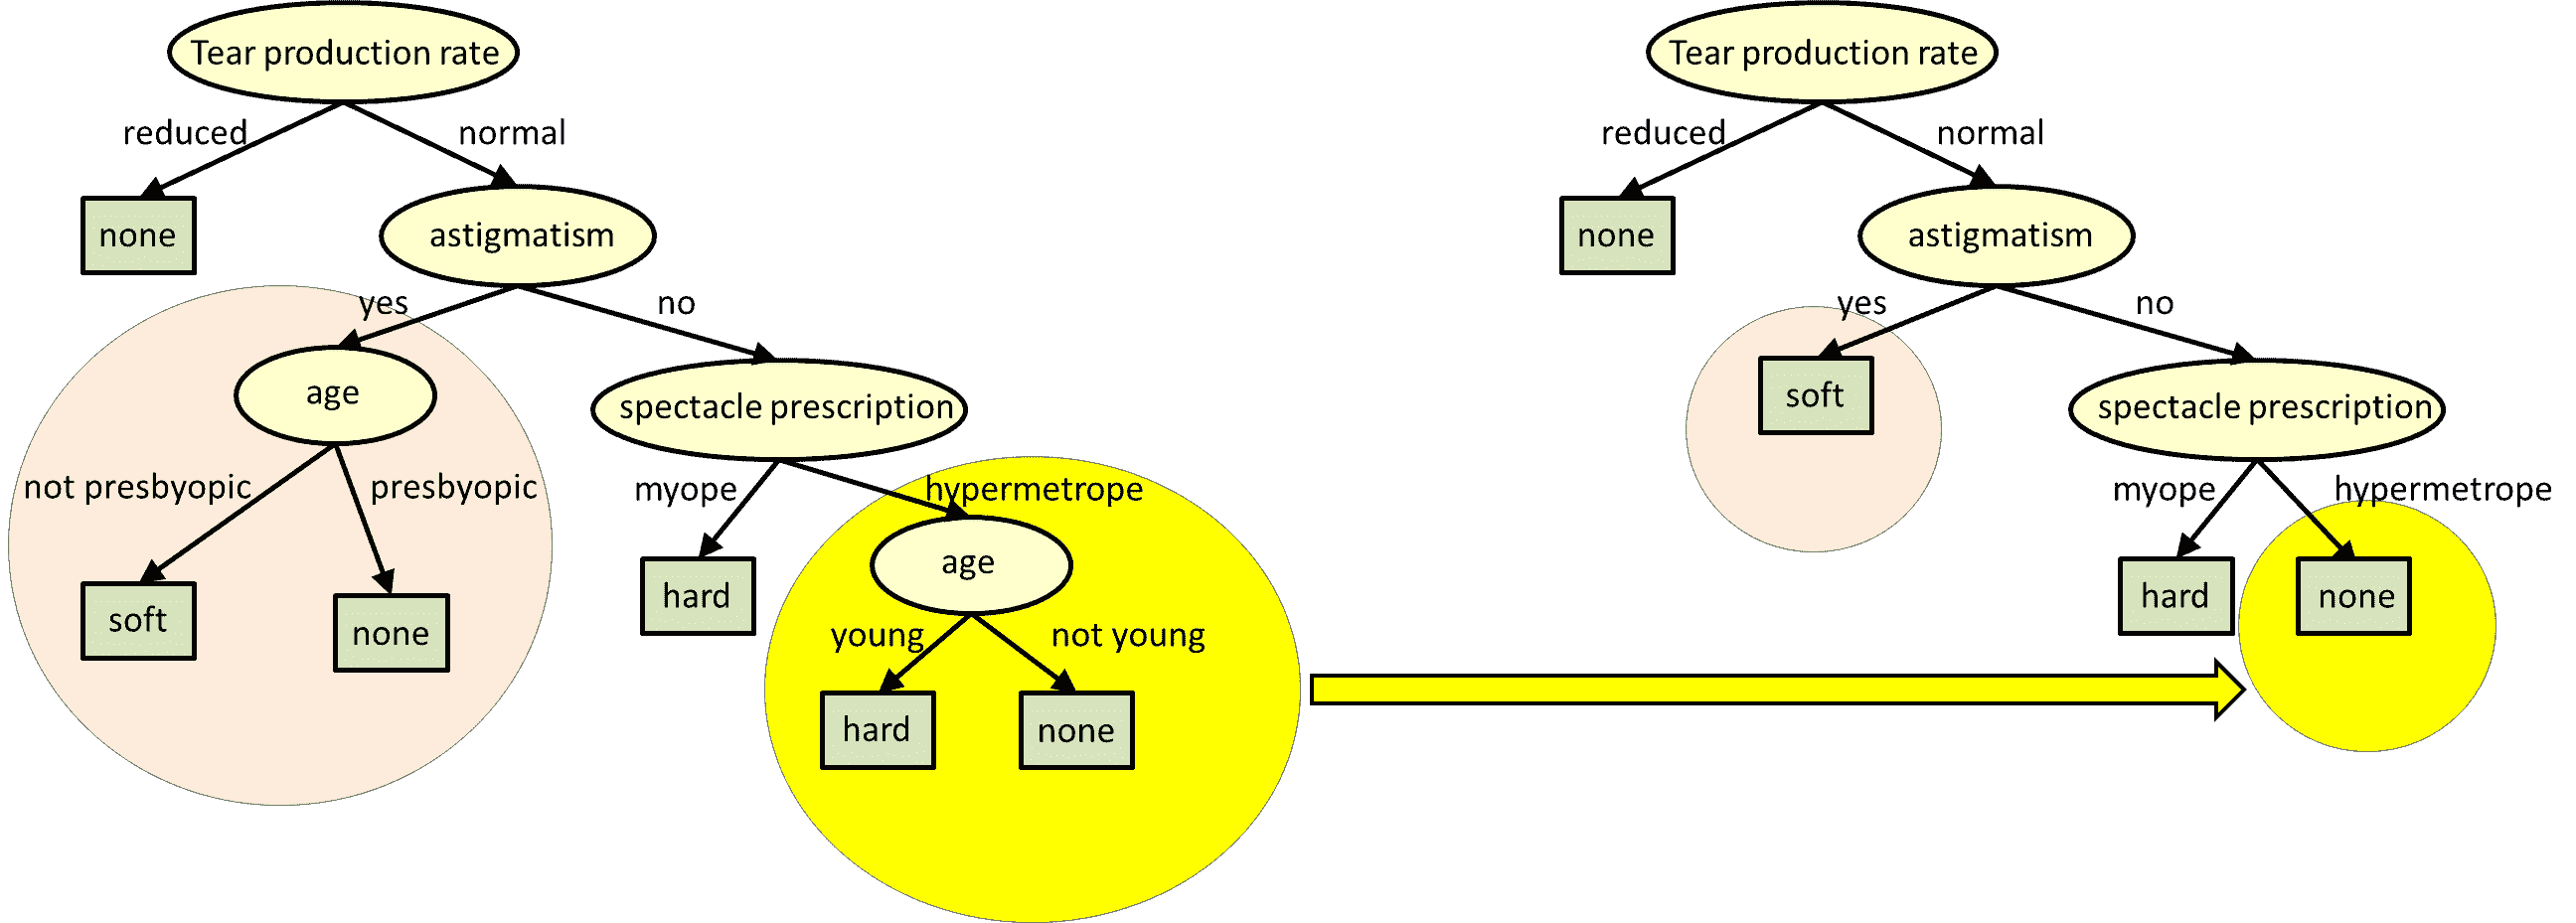 Tear production rate
reduced
normal
none
astigmatism
yes
no
age
spectacle prescription
not presbyopic
presbyopic
myope
hypermetrope
soft
none
hard
age
young
not young
hard
none
Tear production rate
reduced
normal
none
astigmatism
yes
no
soft
spectacle prescription
myope
hypermetrope
hard
none